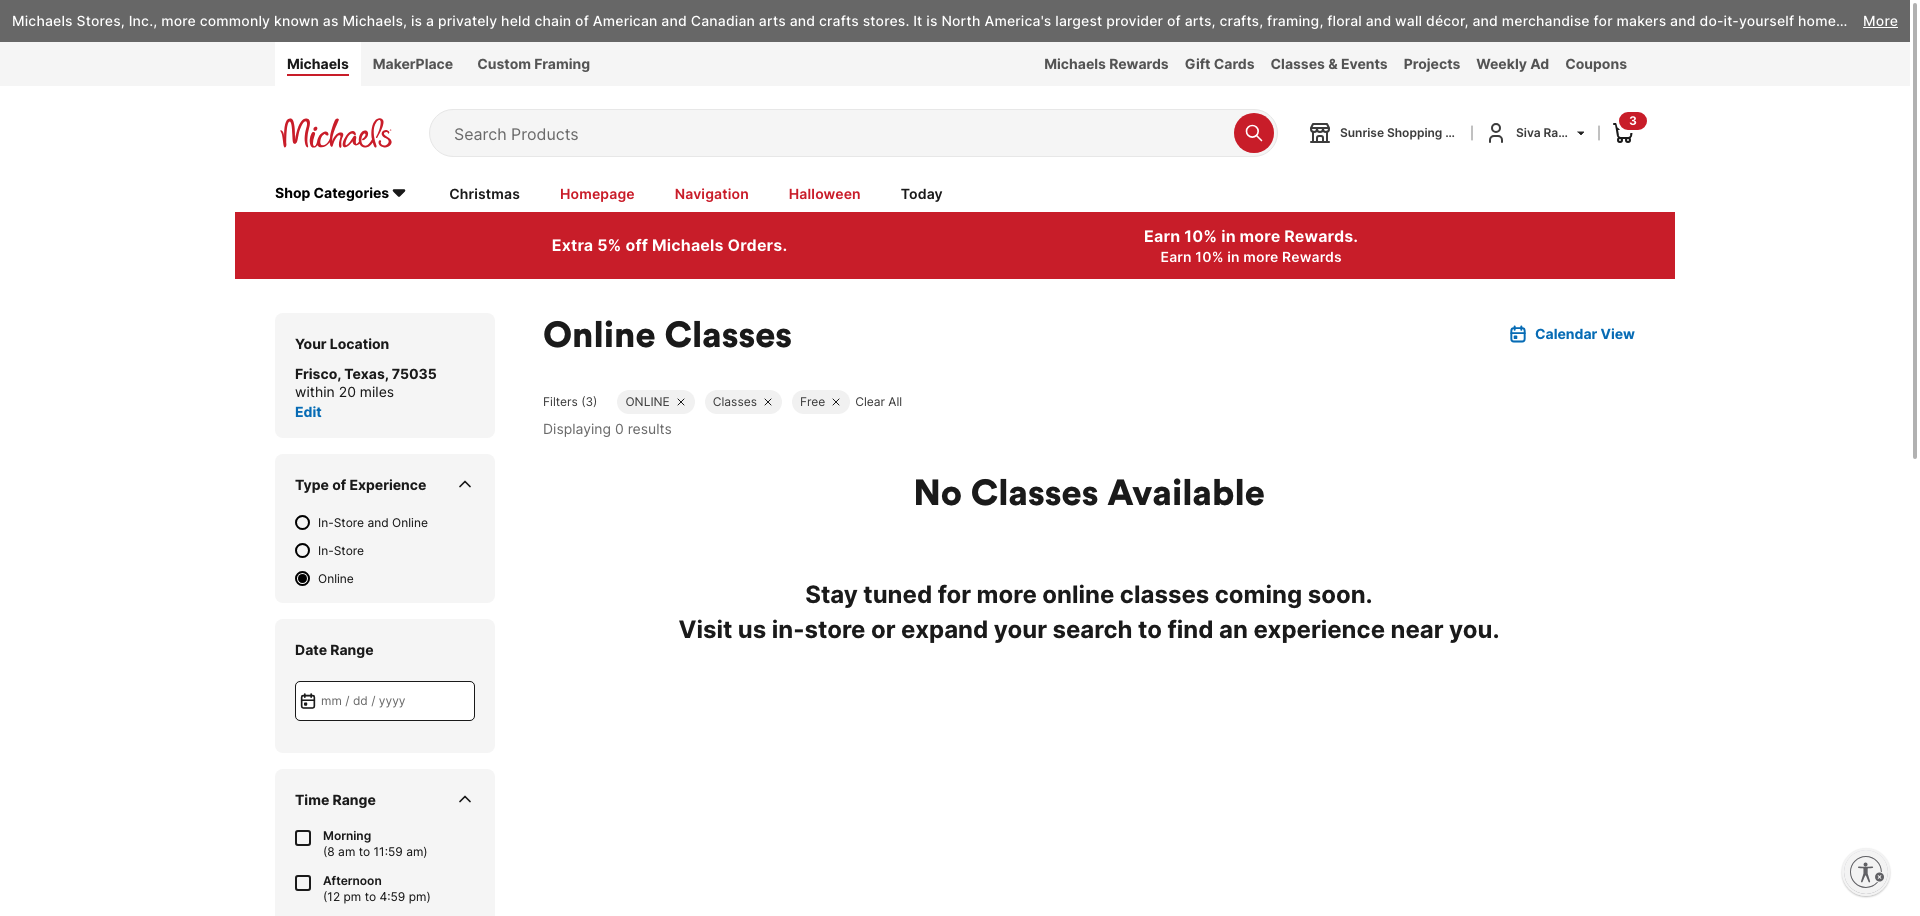 Michaels Stores, Inc., more commonly known as Michaels, is a privately held chain of American and Canadian arts and crafts stores. It is North America's largest provider of arts, crafts, framing, floral and wall décor, and merchandise for makers and do-it-yourself home... More
Michaels MakerPlace Custom Framing Michaels Rewards Gift Cards Classes & Events Projects Weekly Ad Coupons
Michaels Search Products Sunrise Shopping ... | Siva Ra... | 3
Shop Categories Christmas Homepage Navigation Halloween Today
Extra 5% off Michaels Orders.
Earn 10% in more Rewards.
Earn 10% in more Rewards
Your Location
Frisco, Texas, 75035
within 20 miles
Edit
Type of Experience
In-Store and Online
In-Store
Online
Date Range
mm / dd / yyyy
Time Range
Morning
(8 am to 11:59 am)
Afternoon
(12 pm to 4:59 pm)
Online Classes
Calendar View
Filters (3) ONLINE Classes Free Clear All
Displaying 0 results
No Classes Available
Stay tuned for more online classes coming soon.
Visit us in-store or expand your search to find an experience near you.